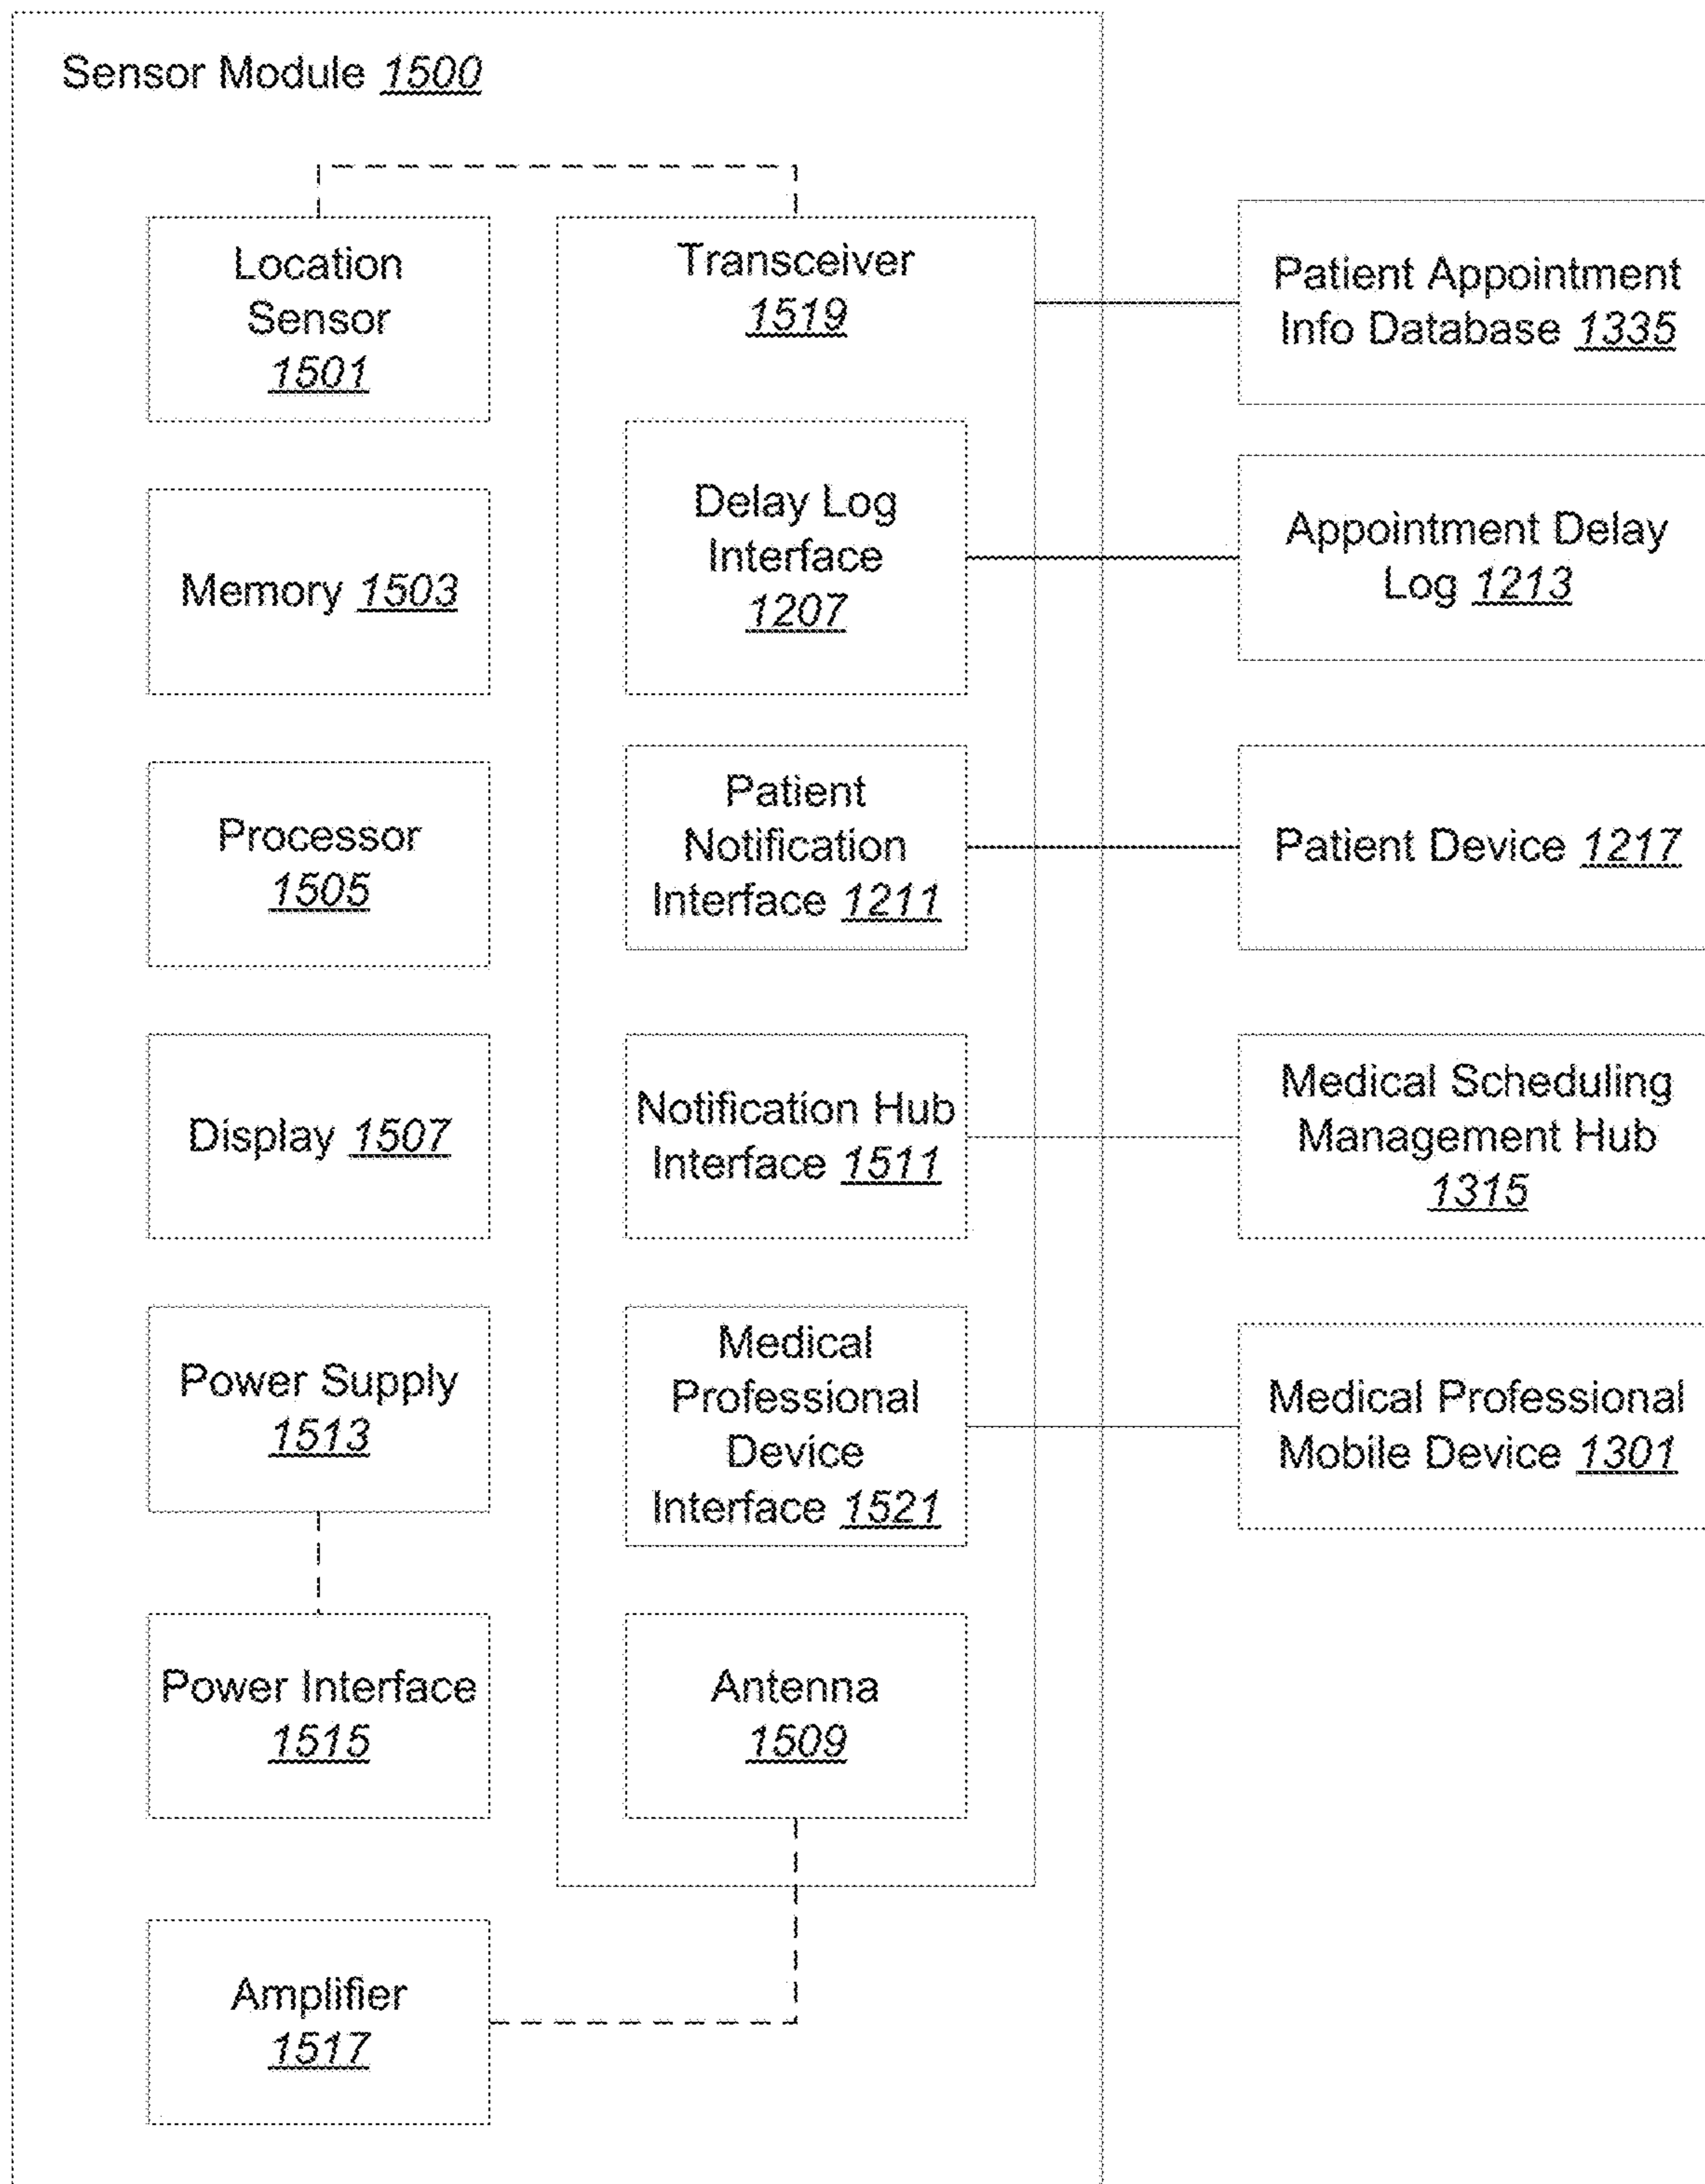 Sensor Module 1500
Location
Sensor
1501
Memory 1503
Processor
1505
Display 1507
Power Supply
1513
Power Interface
1515
Amplifier
1517
Transceiver
1519
Delay Log
Interface
1207
Patient
Notification
Interface 1211
Notification Hub
Interface 1511
Medical
Professional
Device
Interface 1521
Antenna
1509
Patient Appointment
Info Database 1335
Appointment Delay
Log 1213
Patient Device 1217
Medical Scheduling
Management Hub
1315
Medical Professional
Mobile Device 1301